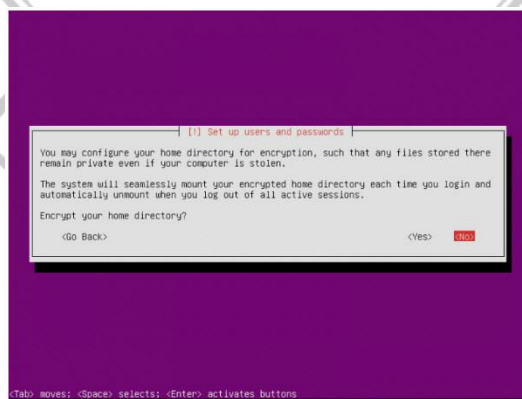 [!] Set up users and passwords
You may configure your home directory for encryption, such that any files stored there
remain private even if your computer is stolen.
The system will seamlessly mount your encrypted home directory each time you login and
automatically unmount when you log out of all active sessions.
Encrypt your home directory?
<Go Back> <Yes> <No>
<Tab> moves; <Space> selects; <Enter> activates buttons